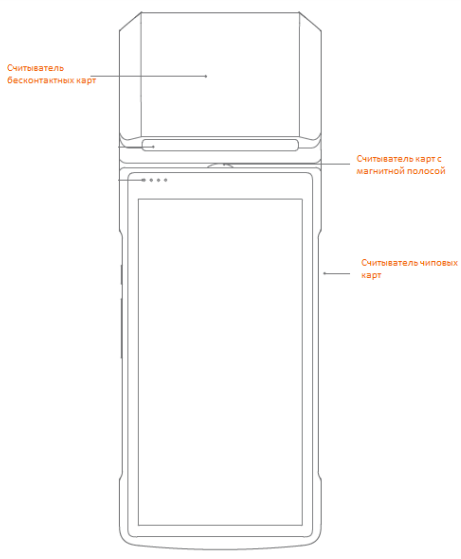 Считыватель
бесконтактных карт
Считыватель карт с
магнитной полосой
Считыватель чиповых
карт